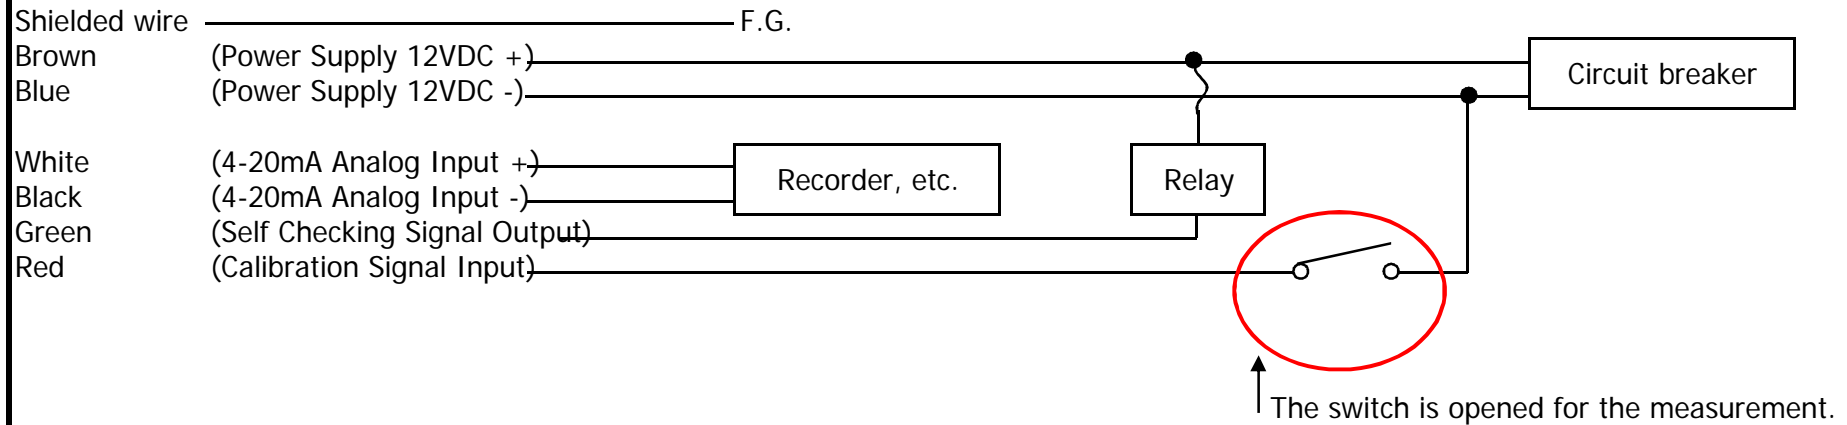 Shielded wire F.G.
Brown (Power Supply 12VDC +)
Blue (Power Supply 12VDC -)
Circuit breaker
White (4-20mA Analog Input +)
Black (4-20mA Analog Input -)
Recorder, etc.
Relay
Green (Self Checking Signal Output)
Red (Calibration Signal Input)
The switch is opened for the measurement.